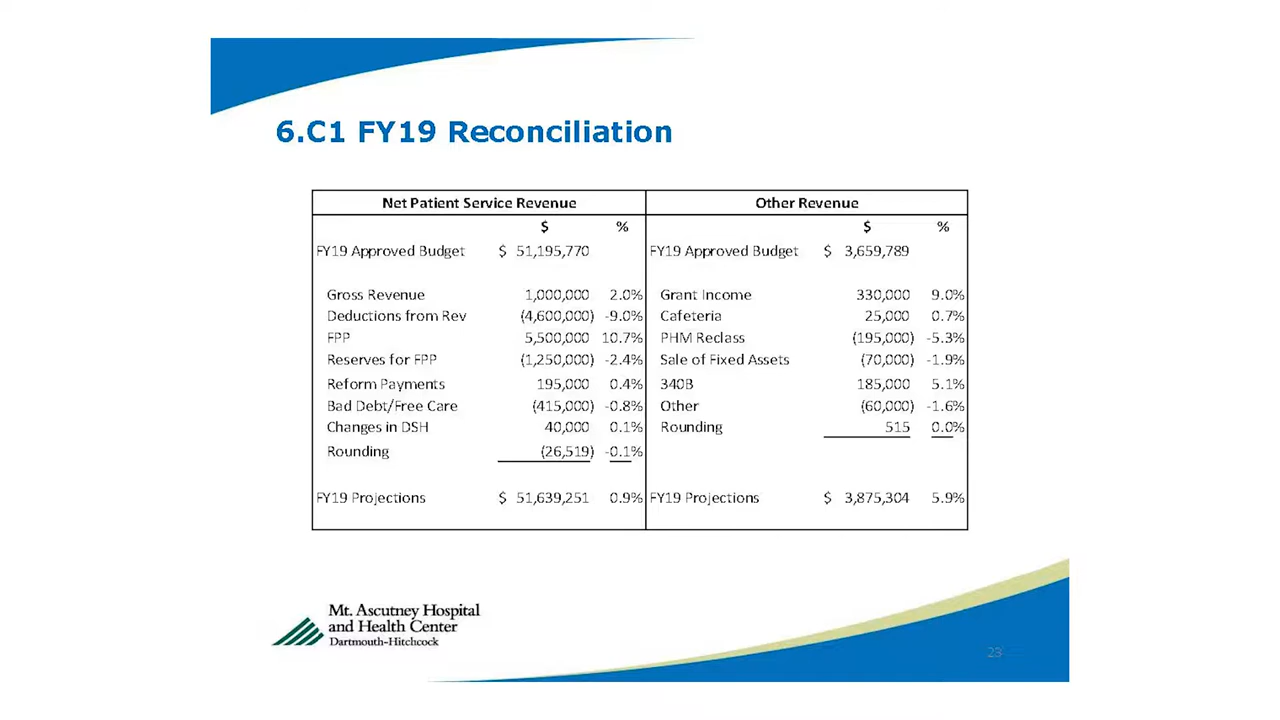 6.C1 FY19 Reconciliation
Net Patient Service Revenue Other Revenue
$ % $ %
FY19 Approved Budget $ 51,195,770 FY19 Approved Budget $ 3,659,789
Gross Revenue 1,000,000 2.0% Grant Income 330,000 9.0%
Deductions from Rev (4,600,000) -9.0% Cafeteria 25,000 0.7%
FPP 5,500,000 10.7% PHM Reclass (195,000) -5.3%
Reserves for FPP (1,250,000) -2.4% Sale of Fixed Assets (70,000) -1.9%
Reform Payments 195,000 0.4% 340B 185,000 5.1%
Bad Debt/Free Care (415,000) -0.8% Other (60,000) -1.6%
Changes in DSH 40,000 0.1% Rounding 515 0.0%
Rounding (26,519) -0.1%
FY19 Projections $ 51,639,251 0.9% FY19 Projections $ 3,875,304 5.9%
Mt. Ascutney Hospital
and Health Center
Dartmouth-Hitchcock
23